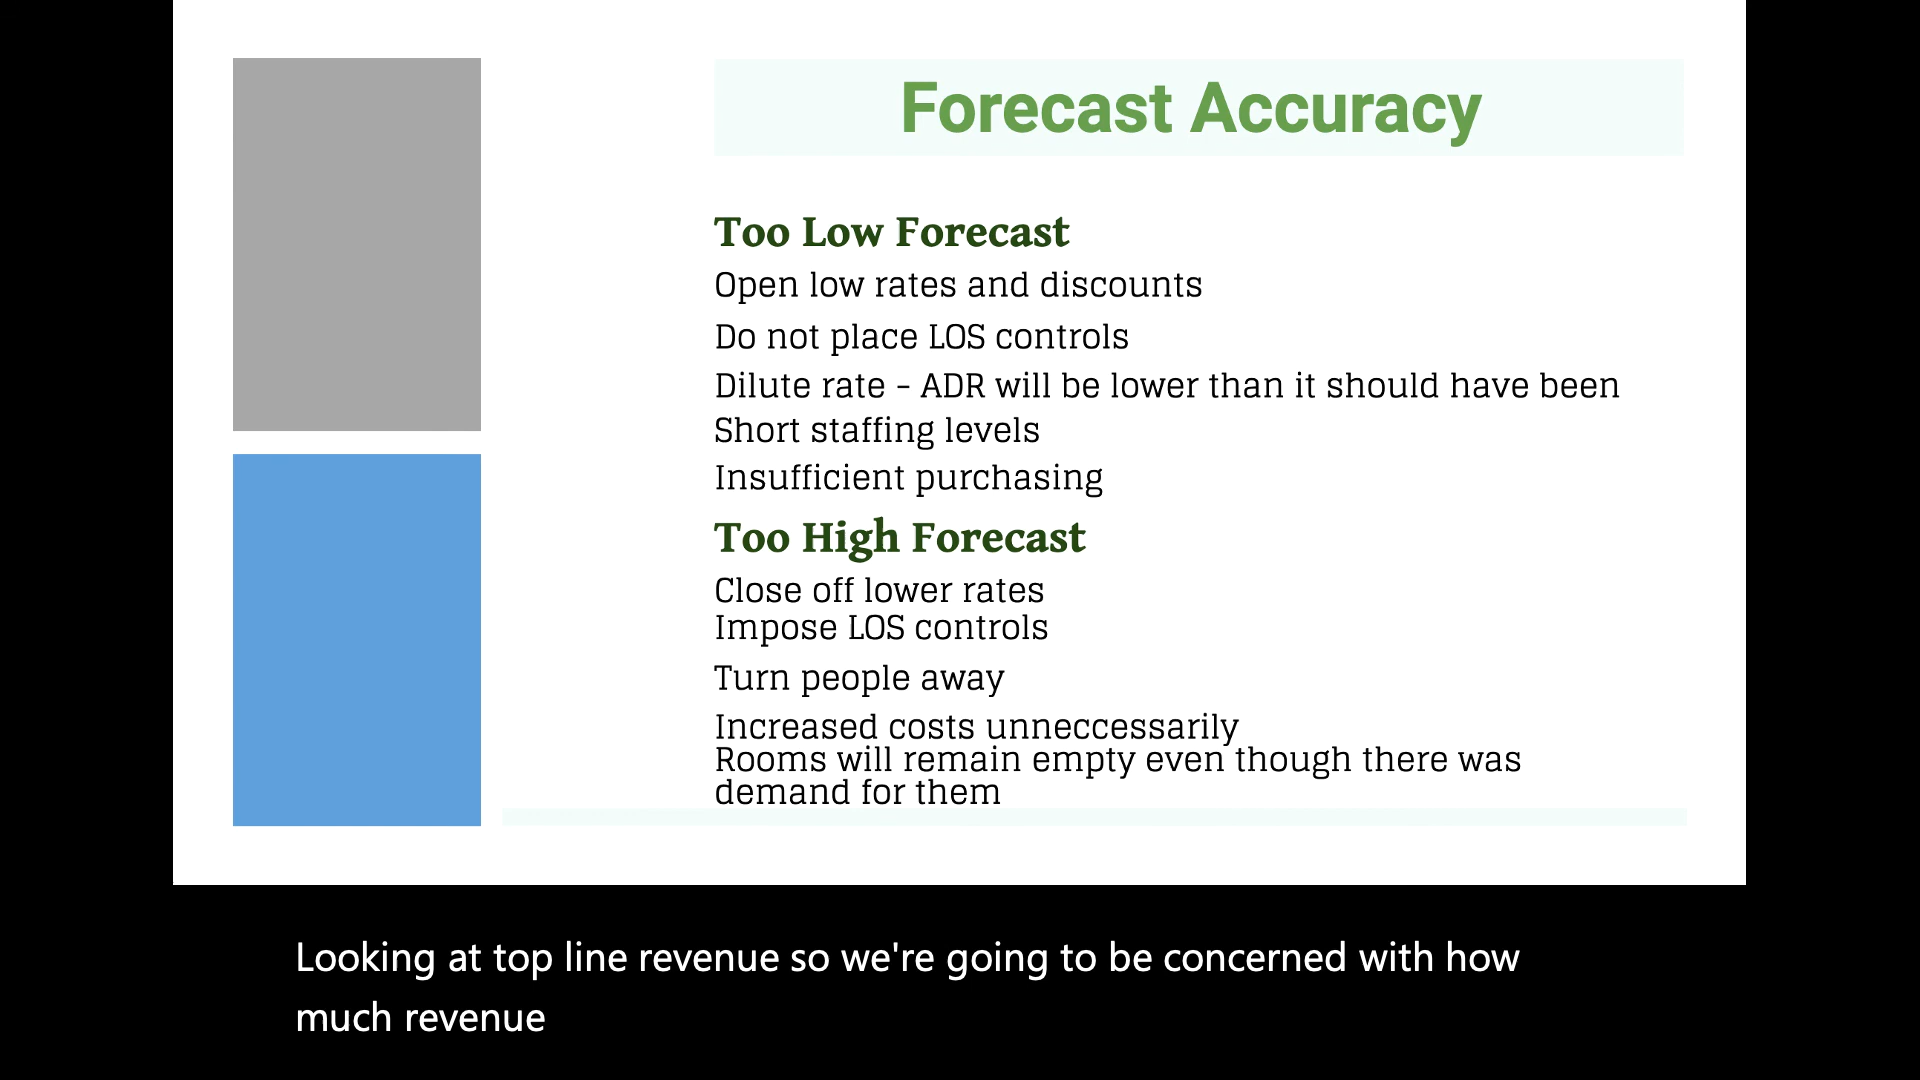 Forecast Accuracy
Too Low Forecast
Open low rates and discounts
Do not place LOS controls
Dilute rate – ADR will be lower than it should have been
Short staffing levels
Insufficient purchasing
Too High Forecast
Close off lower rates
Impose LOS controls
Turn people away
Increased costs unneccessarily
Rooms will remain empty even though there was
demand for them
Looking at top line revenue so we're going to be concerned with how
much revenue